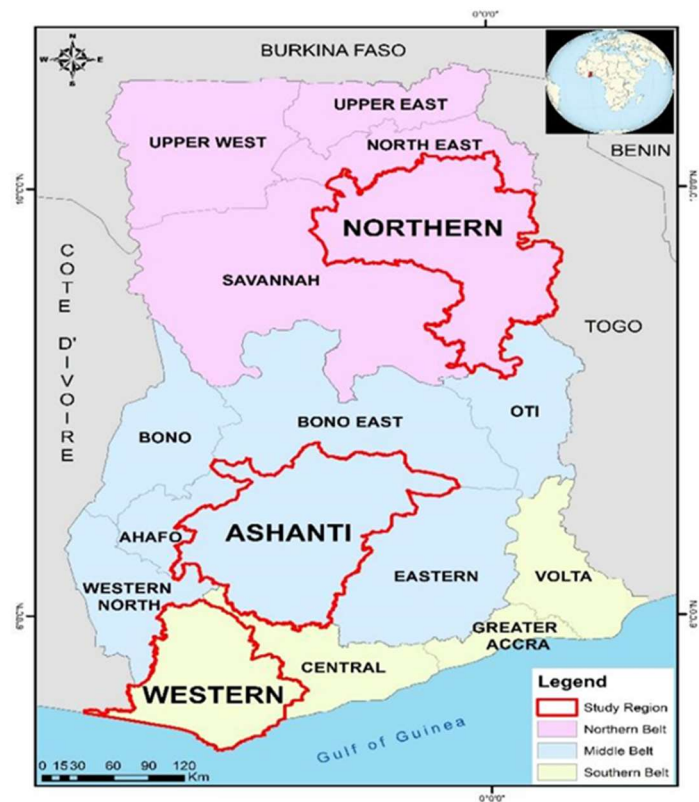 0°0'0"
N
W E
S
BURKINA FASO
UPPER EAST
UPPER WEST
NORTH EAST
BENIN
NORTHERN
SAVANNAH
COTE D'IVOIRE
TOGO
OTI
BONO EAST
BONO
ASHANTI
AHAFO
EASTERN
VOLTA
WESTERN
NORTH
GREATER
ACCRA
CENTRAL
WESTERN
Gulf of Guinea
Legend
Study Region
Northern Belt
Middle Belt
Southern Belt
0 15 30 60 90 120
Km
0°0'0"